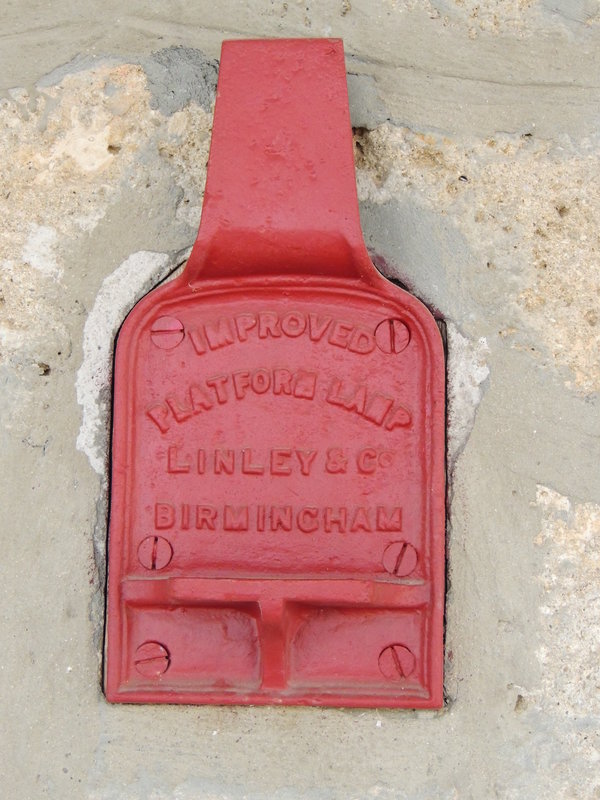 IMPROVED
PLATFORM LAMP
LINLEY & Co
BIRMINGHAM